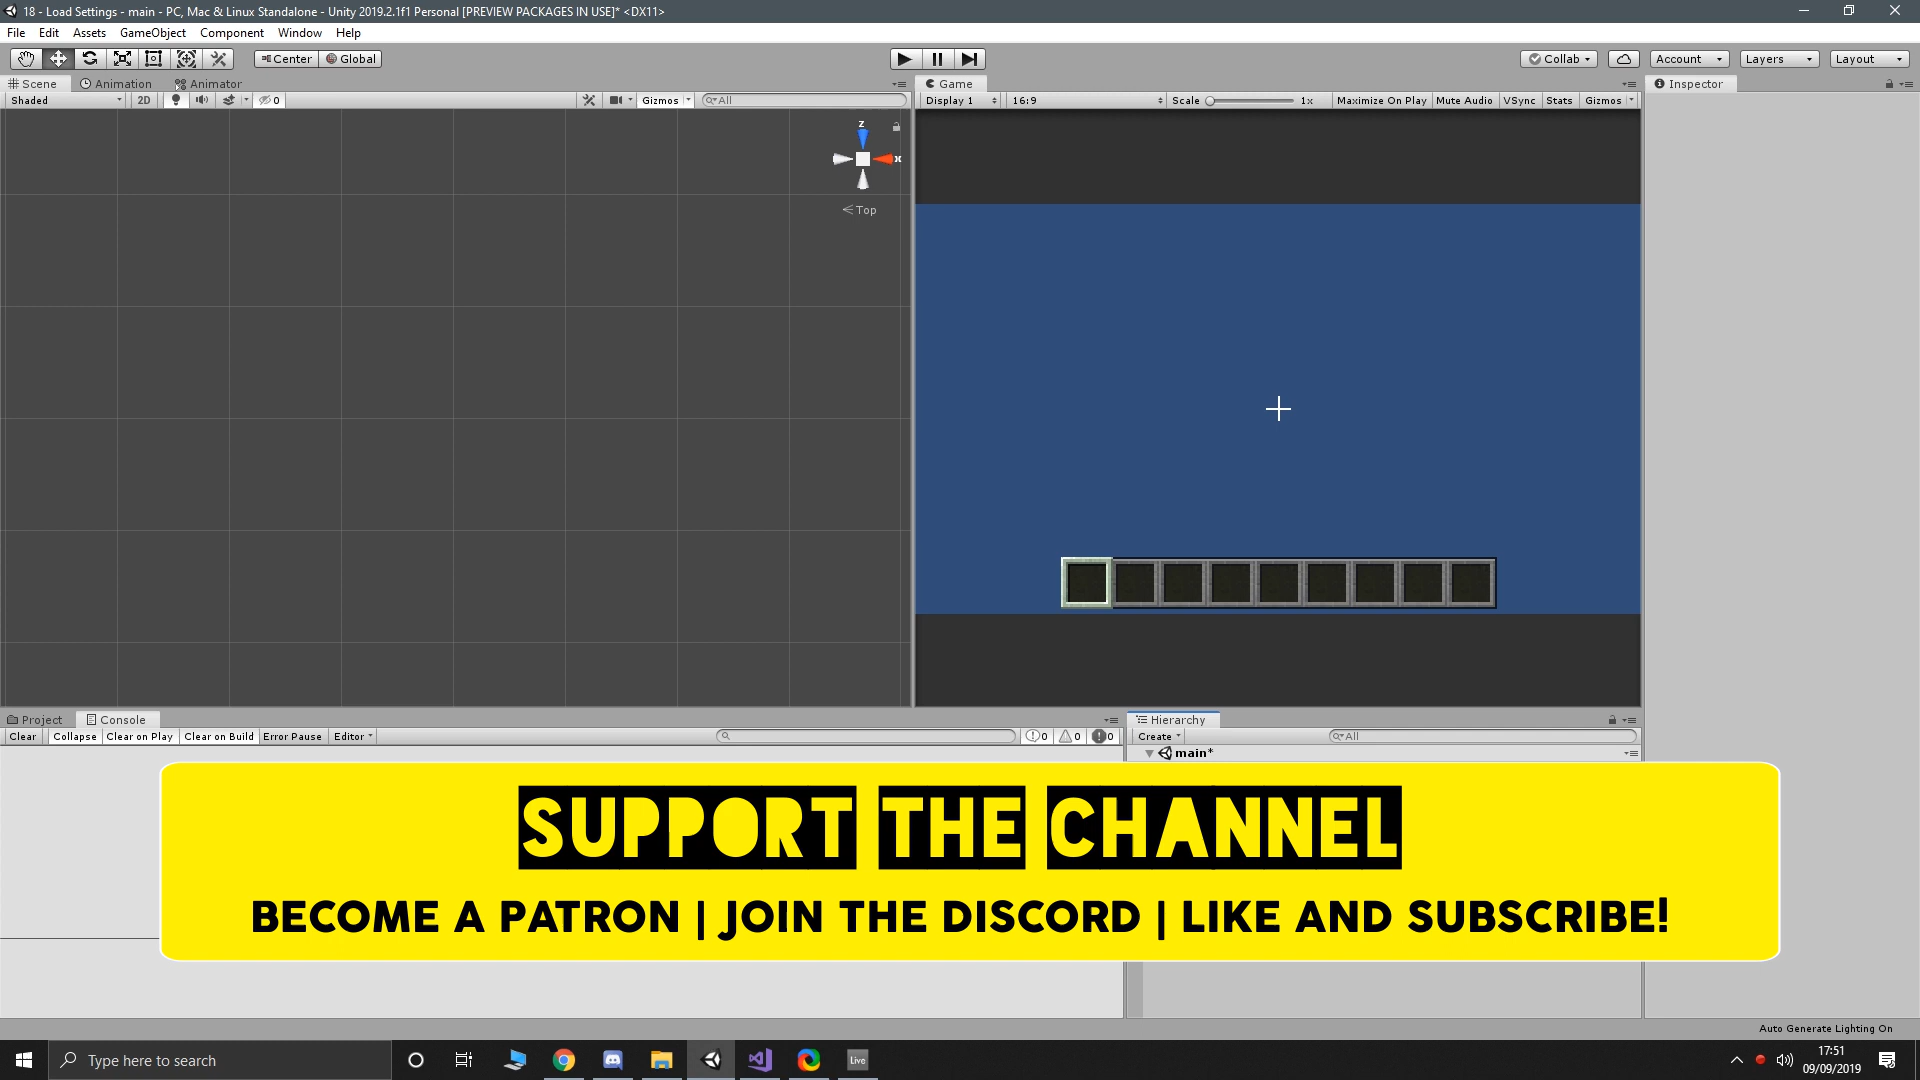 18 - Load Settings - main - PC, Mac & Linux Standalone - Unity 2019.2.1f1 Personal [PREVIEW PACKAGES IN USE]* <DX11>
File Edit Assets GameObject Component Window Help
Center Global Collab Account Layers Layout
Scene Animation Animator Game Inspector
Shaded 2D 0 Gizmos All Display 1 16:9 Scale 1x Maximize On Play Mute Audio VSync Stats Gizmos
z
x
Top
Project Console Hierarchy
Clear Collapse Clear on Play Clear on Build Error Pause Editor 0 0 0 Create All
main*
SUPPORT THE CHANNEL
BECOME A PATRON | JOIN THE DISCORD | LIKE AND SUBSCRIBE!
Auto Generate Lighting On
Type here to search Live 17:51
09/09/2019